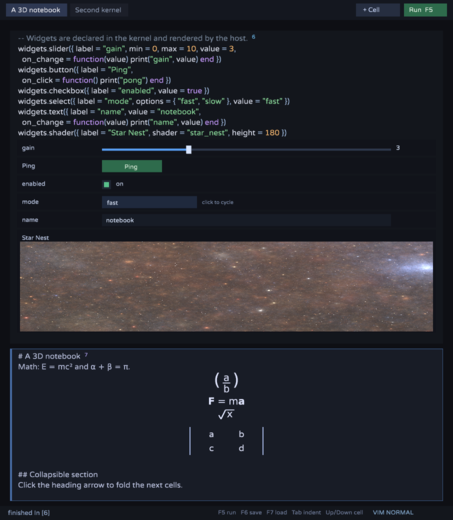 A 3D notebook Second kernel + Cell Run F5
-- Widgets are declared in the kernel and rendered by the host. 6
widgets.slider({ label = "gain", min = 0, max = 10, value = 3,
on_change = function(value) print("gain", value) end })
widgets.button({ label = "Ping",
on_click = function() print("pong") end })
widgets.checkbox({ label = "enabled", value = true })
widgets.select({ label = "mode", options = { "fast", "slow" }, value = "fast" })
widgets.text({ label = "name", value = "notebook",
on_change = function(value) print("name", value) end })
widgets.shader({ label = "Star Nest", shader = "star_nest", height = 180 })
gain 3
Ping Ping
enabled on
mode fast click to cycle
name notebook
Star Nest
# A 3D notebook 7
Math: E = mc² and α + β = π.
(a/b)
F = ma
√x
a b
c d
## Collapsible section
Click the heading arrow to fold the next cells.
finished in [6] F5 run F6 save F7 load Tab indent Up/Down cell VIM NORMAL